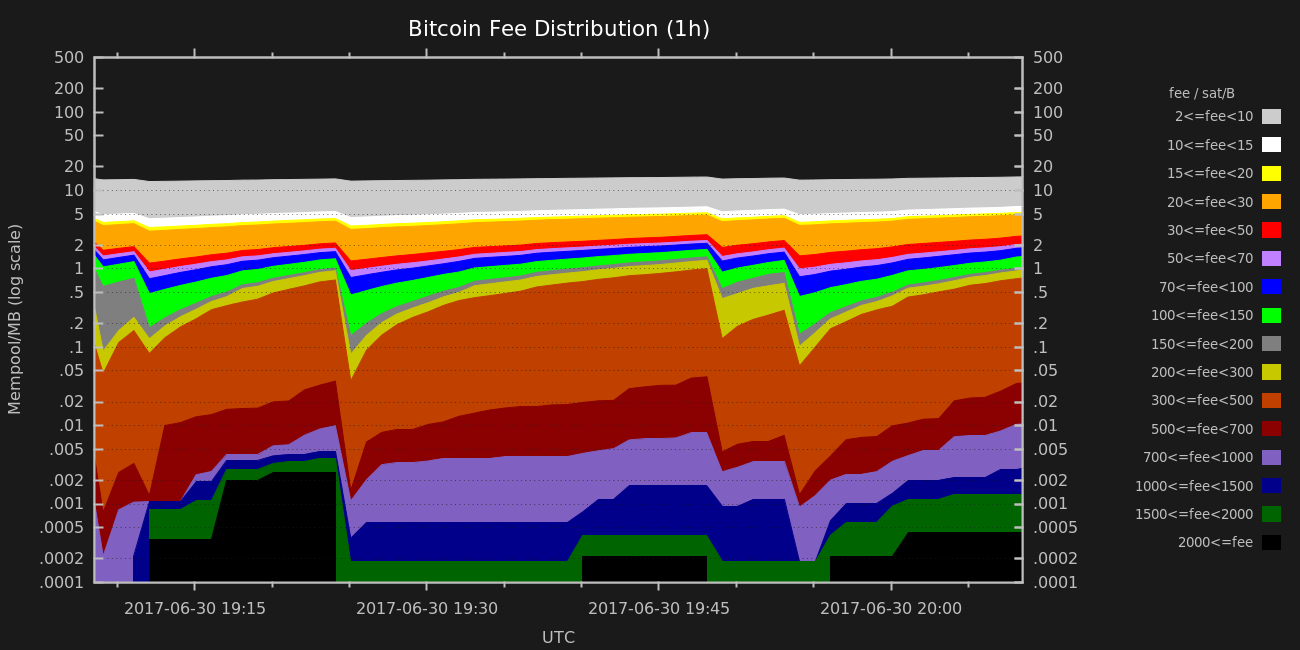 Bitcoin Fee Distribution (1h)
500 500
200 200
100 100
50 50
20 20
10 10
5 5
2 2
1 1
.5 .5
.2 .2
.1 .1
.05 .05
.02 .02
.01 .01
.005 .005
.002 .002
.001 .001
.0005 .0005
.0002 .0002
.0001 .0001
Mempool/MB (log scale)
2017-06-30 19:15 2017-06-30 19:30 2017-06-30 19:45 2017-06-30 20:00
UTC
fee / sat/B
2<=fee<10
10<=fee<15
15<=fee<20
20<=fee<30
30<=fee<50
50<=fee<70
70<=fee<100
100<=fee<150
150<=fee<200
200<=fee<300
300<=fee<500
500<=fee<700
700<=fee<1000
1000<=fee<1500
1500<=fee<2000
2000<=fee